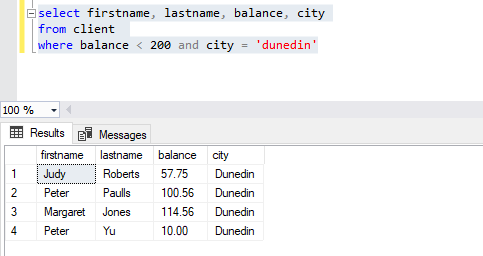 select firstname, lastname, balance, city
from client
where balance < 200 and city = 'dunedin'
100 %
Results Messages
firstname lastname balance city
1 Judy Roberts 57.75 Dunedin
2 Peter Paulls 100.56 Dunedin
3 Margaret Jones 114.56 Dunedin
4 Peter Yu 10.00 Dunedin